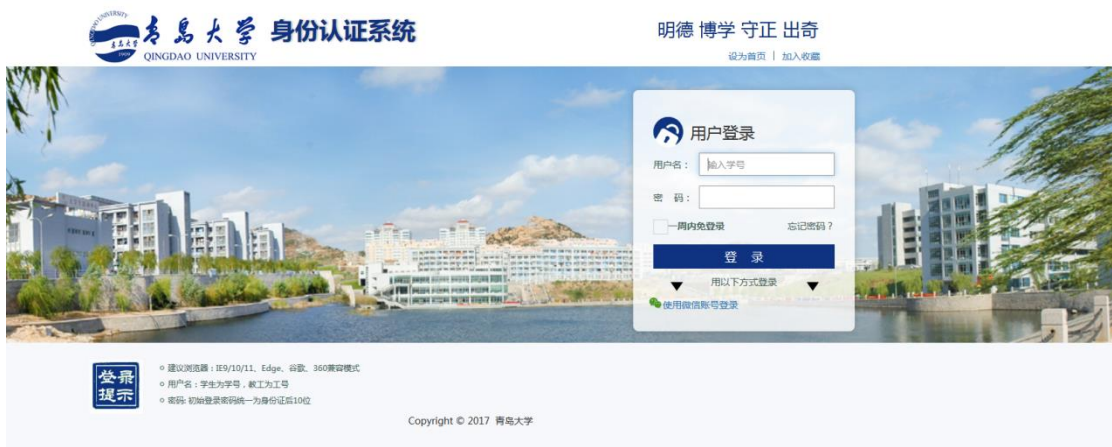 青岛大学 身份认证系统
QINGDAO UNIVERSITY
明德 博学 守正 出奇
设为首页 | 加入收藏
用户登录
用户名： 输入学号
密 码：
一周内免登录 忘记密码？
登 录
▼ 用以下方式登录 ▼
使用微信账号登录
登录
提示
建议浏览器：IE9/10/11、Edge、谷歌、360兼容模式
用户名：学生为学号，教工为工号
密码: 初始登录密码统一为身份证后10位
Copyright © 2017 青岛大学